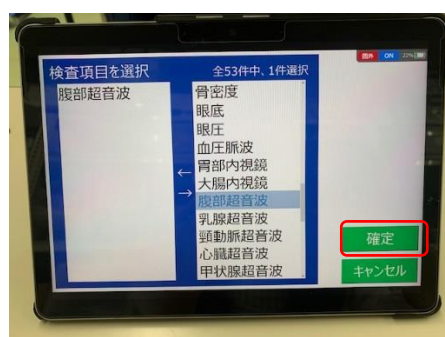 圏外 ON 22%
検査項目を選択
全53件中、1件選択
腹部超音波
骨密度
眼底
眼圧
血圧脈波
胃部内視鏡
大腸内視鏡
腹部超音波
乳腺超音波
頸動脈超音波
心臓超音波
甲状腺超音波
←
→
確定
キャンセル